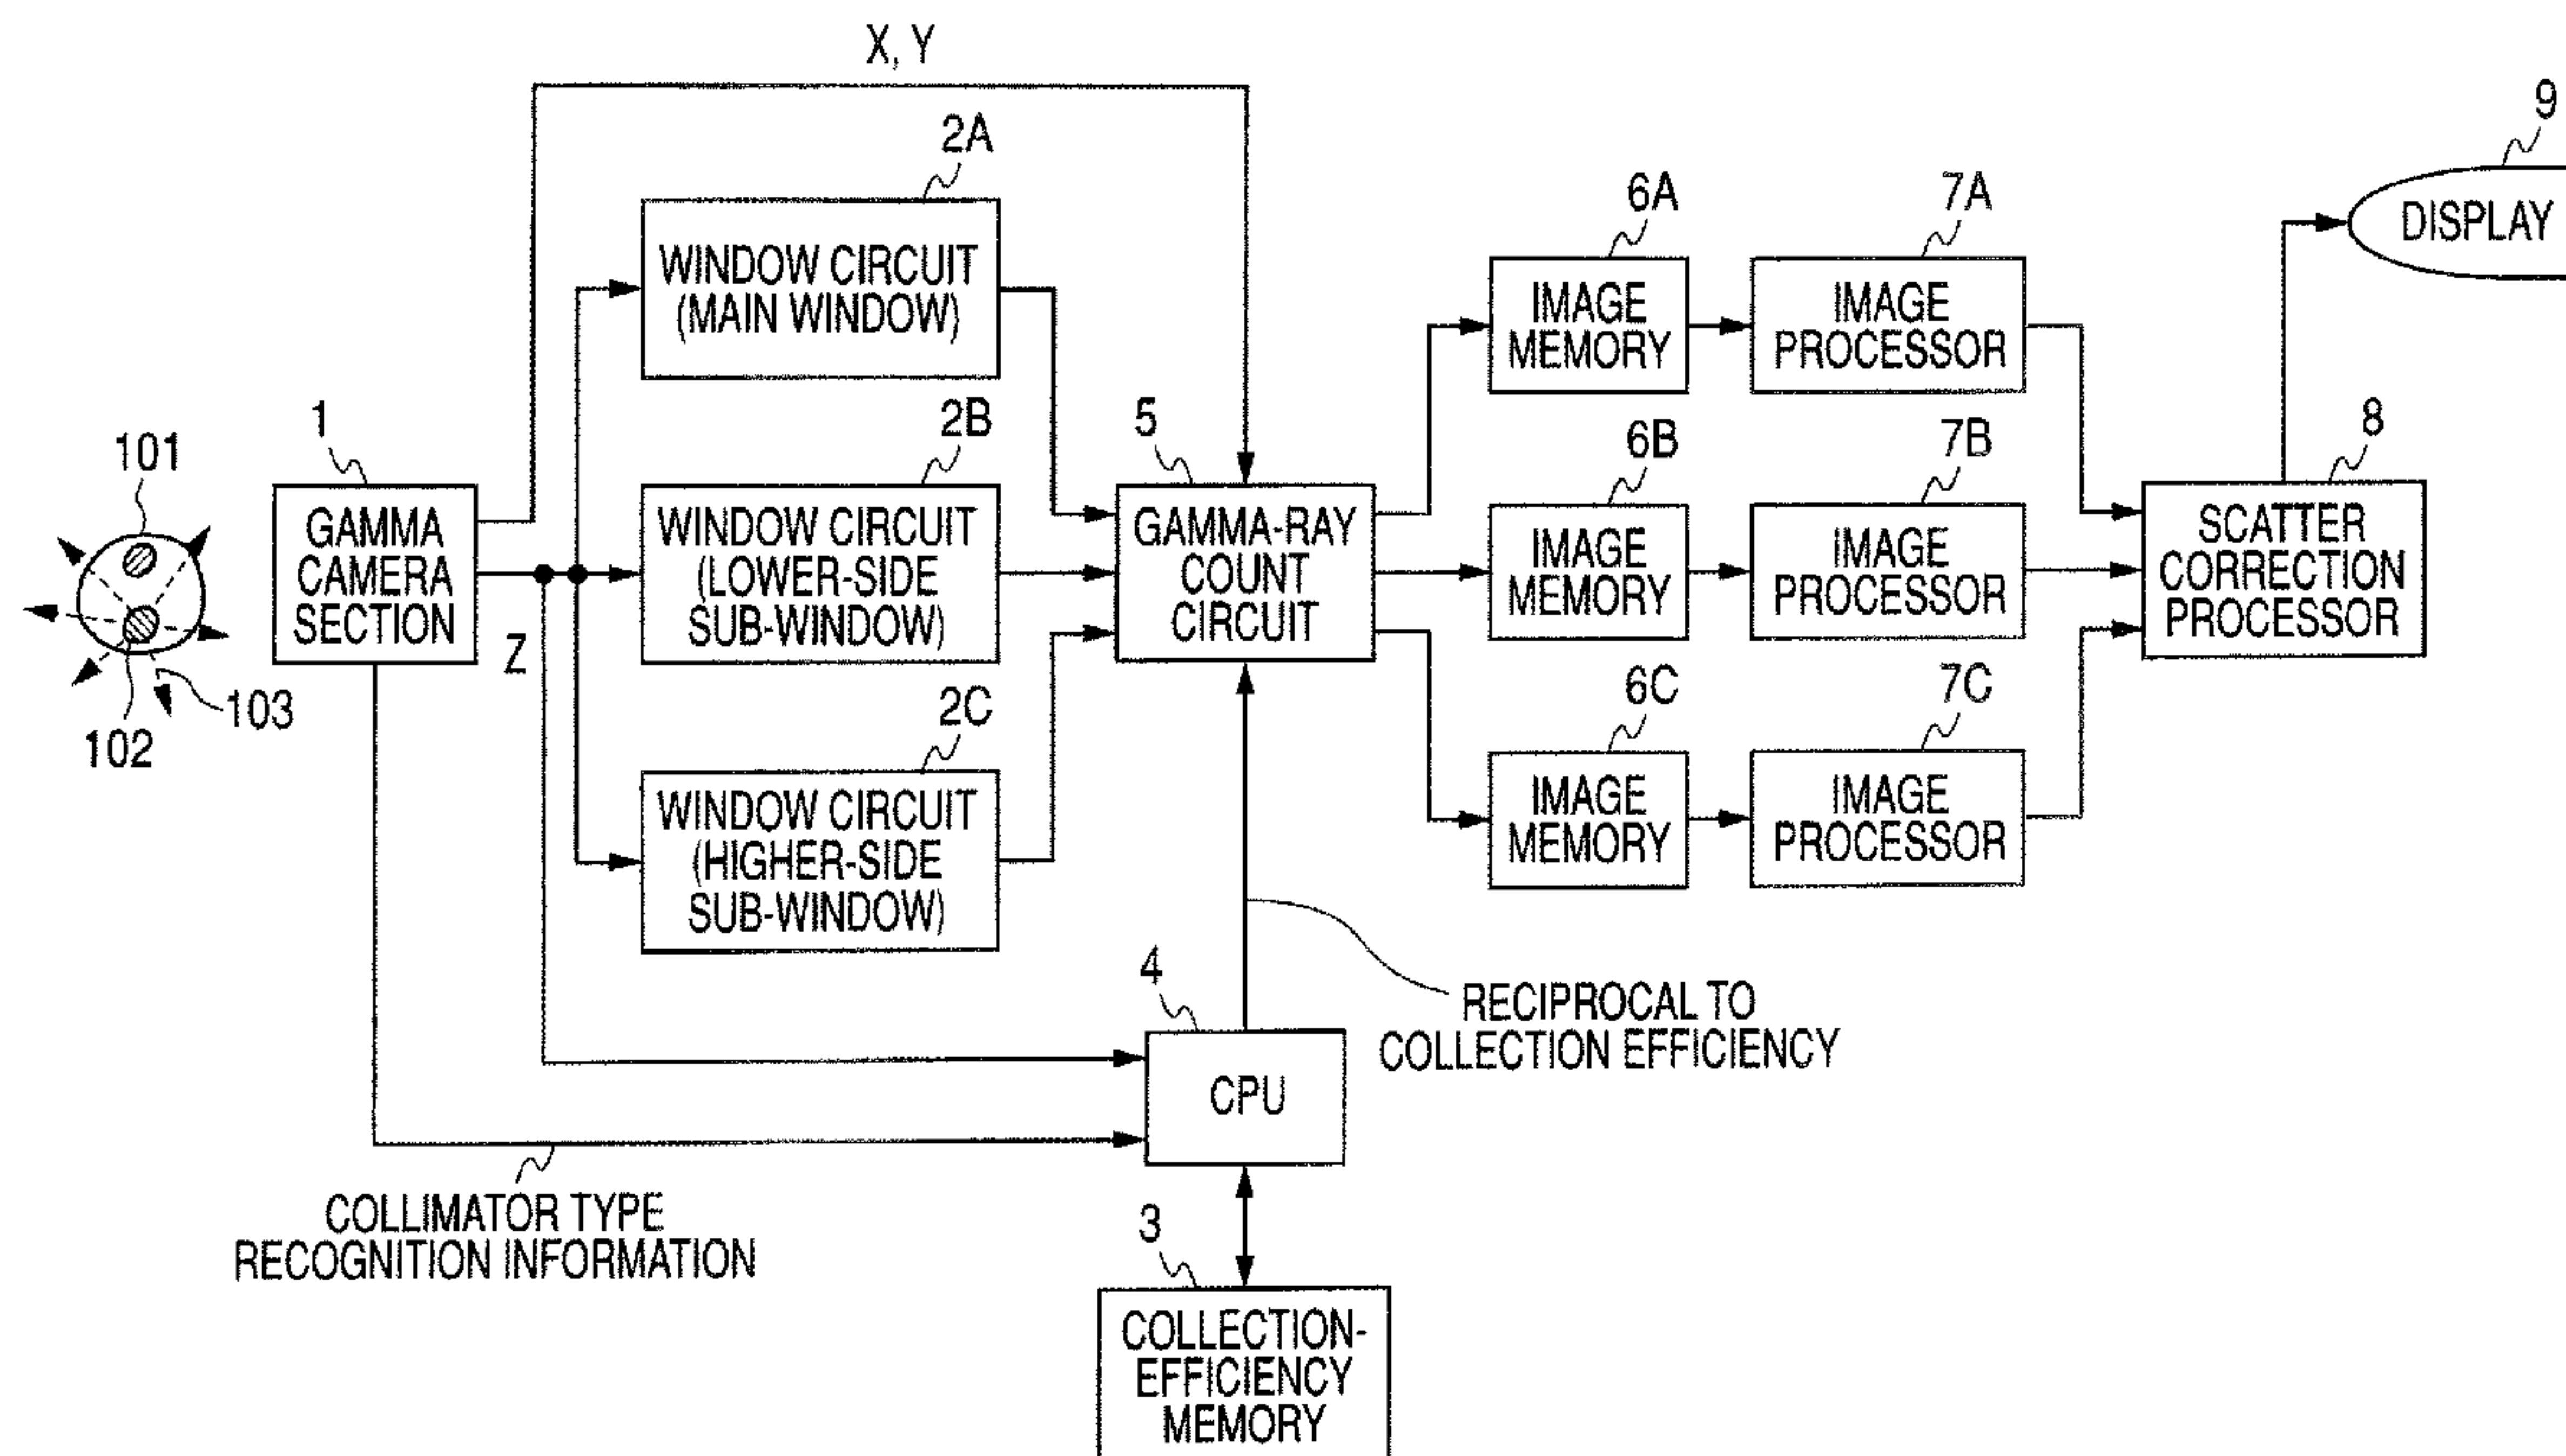 X, Y
9
2A
6A
7A
DISPLAY
WINDOW CIRCUIT
(MAIN WINDOW)
IMAGE
MEMORY
IMAGE
PROCESSOR
1
101
2B
5
6B
7B
8
GAMMA
CAMERA
SECTION
Z
WINDOW CIRCUIT
(LOWER-SIDE
SUB-WINDOW)
GAMMA-RAY
COUNT
CIRCUIT
IMAGE
MEMORY
IMAGE
PROCESSOR
SCATTER
CORRECTION
PROCESSOR
103
102
2C
6C
7C
WINDOW CIRCUIT
(HIGHER-SIDE
SUB-WINDOW)
IMAGE
MEMORY
IMAGE
PROCESSOR
4
RECIPROCAL TO
COLLECTION EFFICIENCY
CPU
COLLIMATOR TYPE
RECOGNITION INFORMATION
3
COLLECTION-
EFFICIENCY
MEMORY